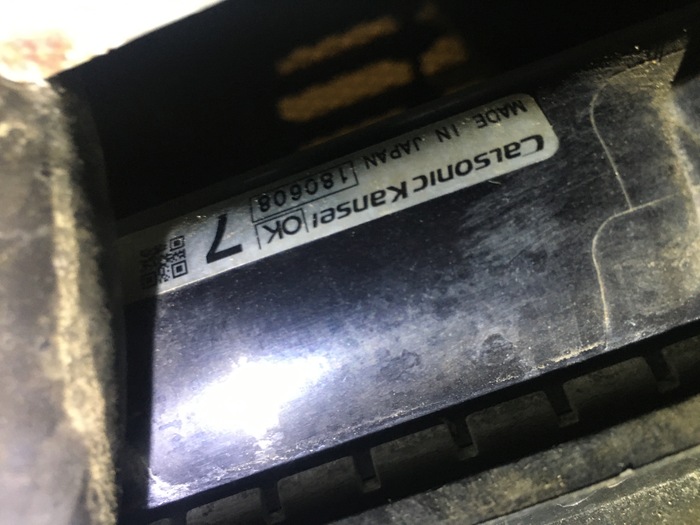 CALSONIC Kansei OK 7
MADE IN JAPAN 180608